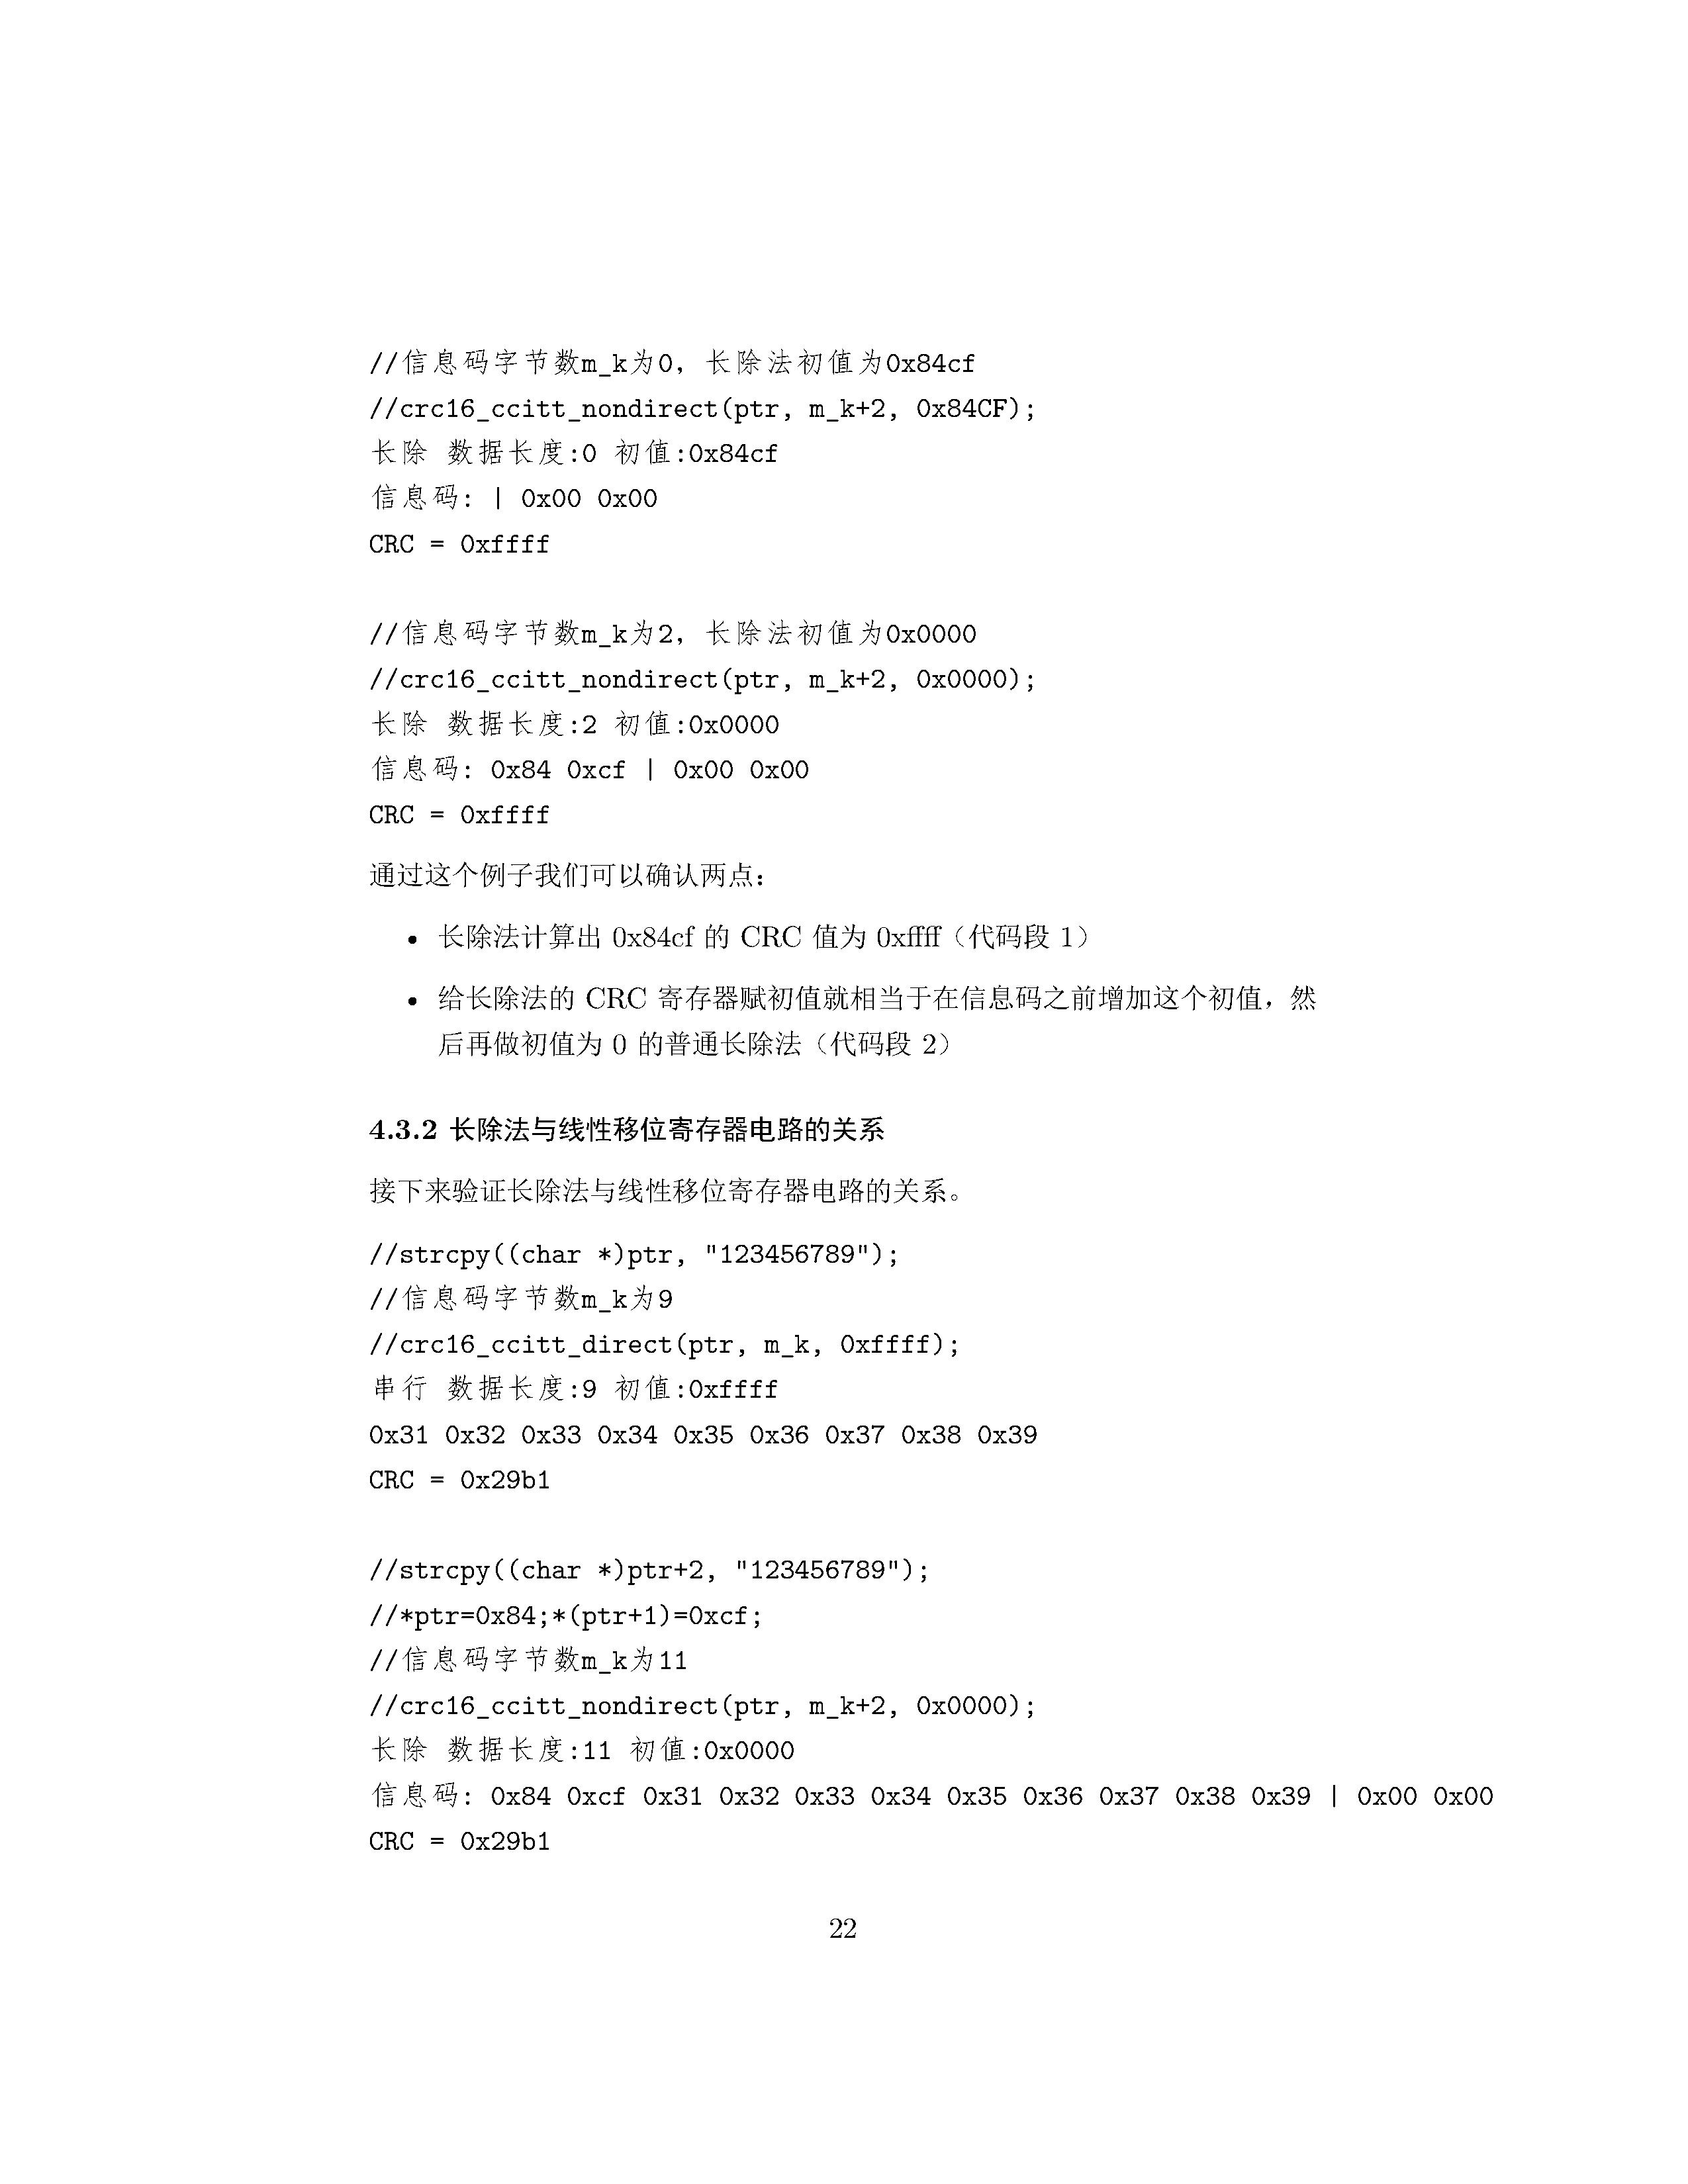 //信息码字节数m_k为0，长除法初值为0x84cf
//crc16_ccitt_nondirect(ptr, m_k+2, 0x84CF);
长除 数据长度:0 初值:0x84cf
信息码: | 0x00 0x00
CRC = 0xffff
//信息码字节数m_k为2，长除法初值为0x0000
//crc16_ccitt_nondirect(ptr, m_k+2, 0x0000);
长除 数据长度:2 初值:0x0000
信息码: 0x84 0xcf | 0x00 0x00
CRC = 0xffff
通过这个例子我们可以确认两点：
• 长除法计算出 0x84cf 的 CRC 值为 0xffff（代码段 1）
• 给长除法的 CRC 寄存器赋初值就相当于在信息码之前增加这个初值，然
后再做初值为 0 的普通长除法（代码段 2）
4.3.2 长除法与线性移位寄存器电路的关系
接下来验证长除法与线性移位寄存器电路的关系。
//strcpy((char *)ptr, "123456789");
//信息码字节数m_k为9
//crc16_ccitt_direct(ptr, m_k, 0xffff);
串行 数据长度:9 初值:0xffff
0x31 0x32 0x33 0x34 0x35 0x36 0x37 0x38 0x39
CRC = 0x29b1
//strcpy((char *)ptr+2, "123456789");
//*ptr=0x84;*(ptr+1)=0xcf;
//信息码字节数m_k为11
//crc16_ccitt_nondirect(ptr, m_k+2, 0x0000);
长除 数据长度:11 初值:0x0000
信息码: 0x84 0xcf 0x31 0x32 0x33 0x34 0x35 0x36 0x37 0x38 0x39 | 0x00 0x00
CRC = 0x29b1
22